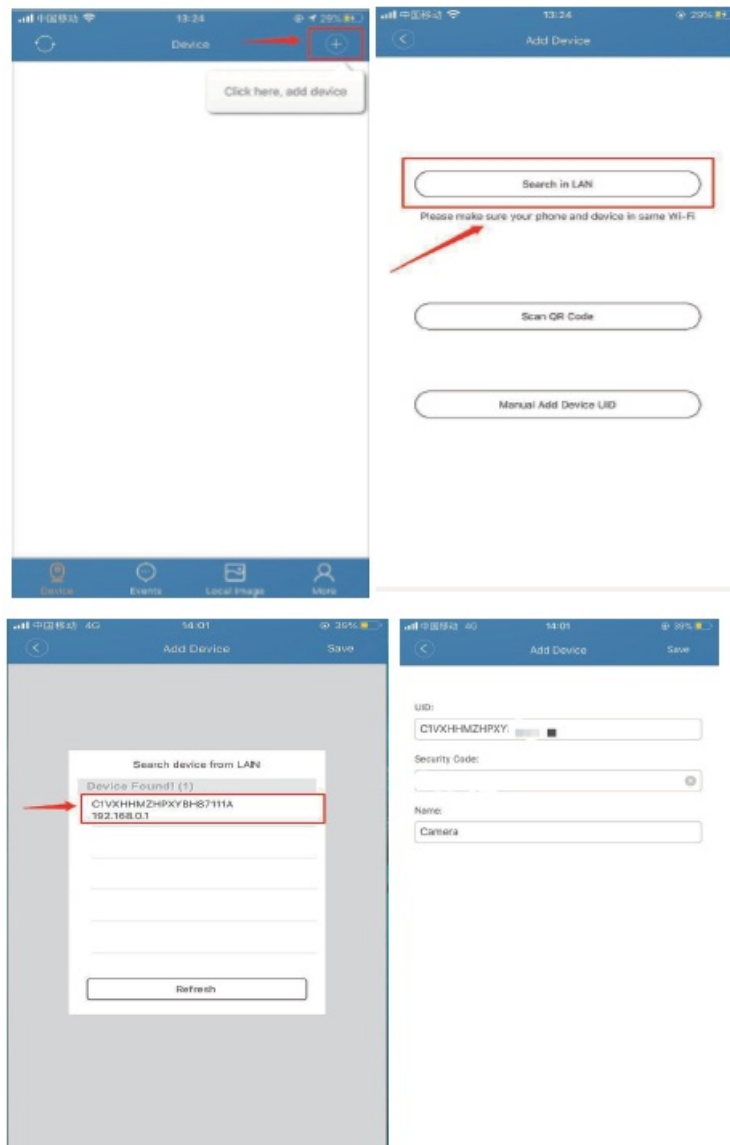 中国移动 13:24 29%
Device
Click here, add device
Device Events Local Image More
中国移动 13:24 29%
Add Device
Search in LAN
Please make sure your phone and device in same Wi-Fi
Scan QR Code
Manual Add Device UID
中国移动 4G 14:01 39%
Add Device Save
Search device from LAN
Device Found! (1)
C1VXHHMZHPXYBH87111A
192.168.0.1
Refresh
中国移动 4G 14:01 39%
Add Device Save
UID:
C1VXHHMZHPXY
Security Code:
Name:
Camera